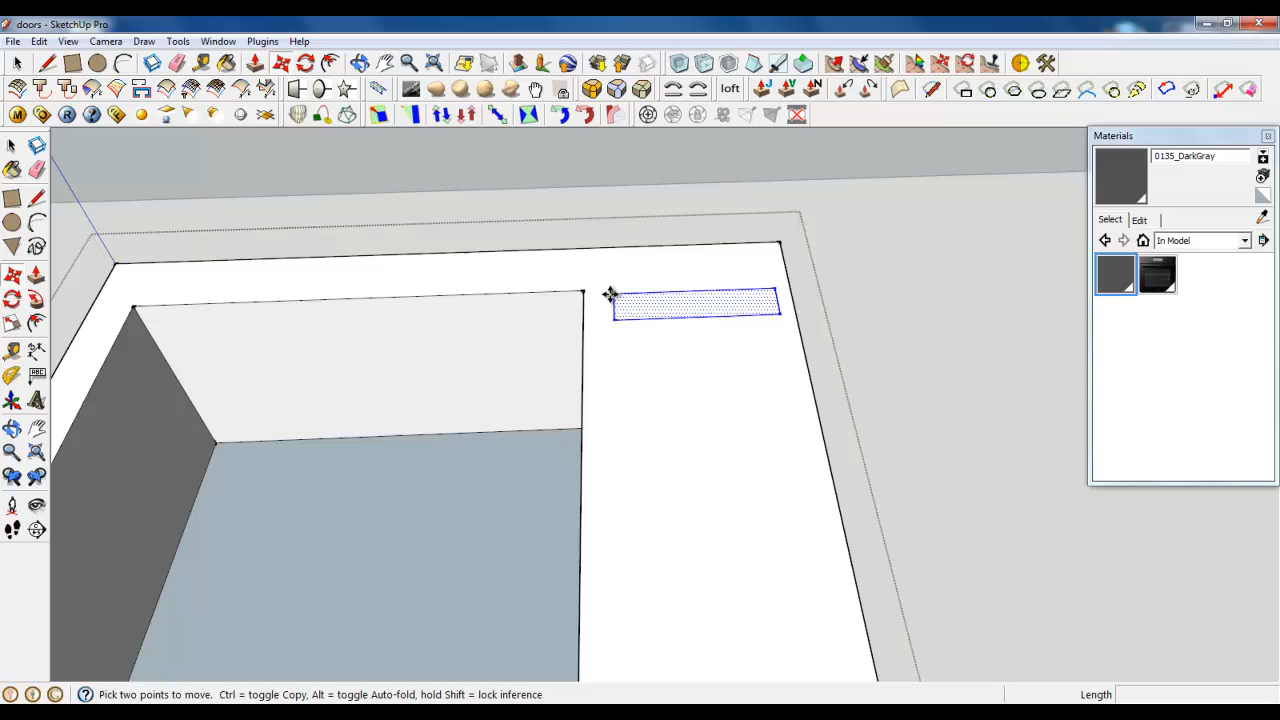 doors - SketchUp Pro
File Edit View Camera Draw Tools Window Plugins Help
loft
Materials
0135_DarkGray
Select Edit
In Model
Pick two points to move. Ctrl = toggle Copy, Alt = toggle Auto-fold, hold Shift = lock inference
Length